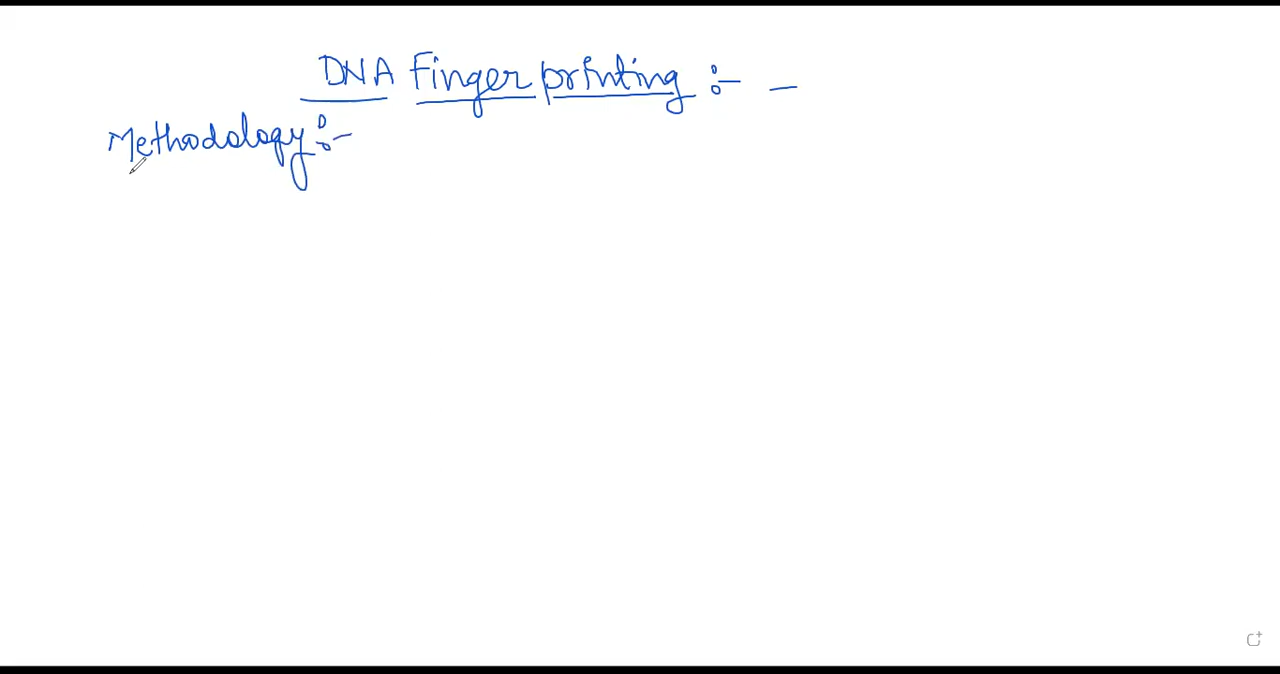 DNA Finger printing :- -
Methodology :-